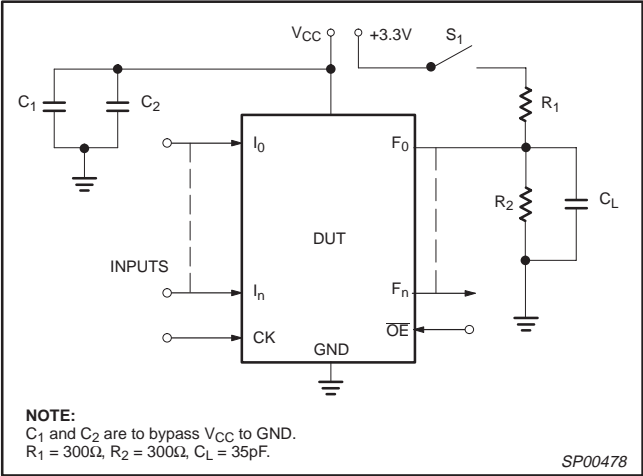 VCC +3.3V S1
C1 C2 R1
I0 F0
R2 CL
DUT
INPUTS
In Fn
CK OE
GND
NOTE:
C1 and C2 are to bypass VCC to GND.
R1 = 300Ω, R2 = 300Ω, CL = 35pF.
SP00478